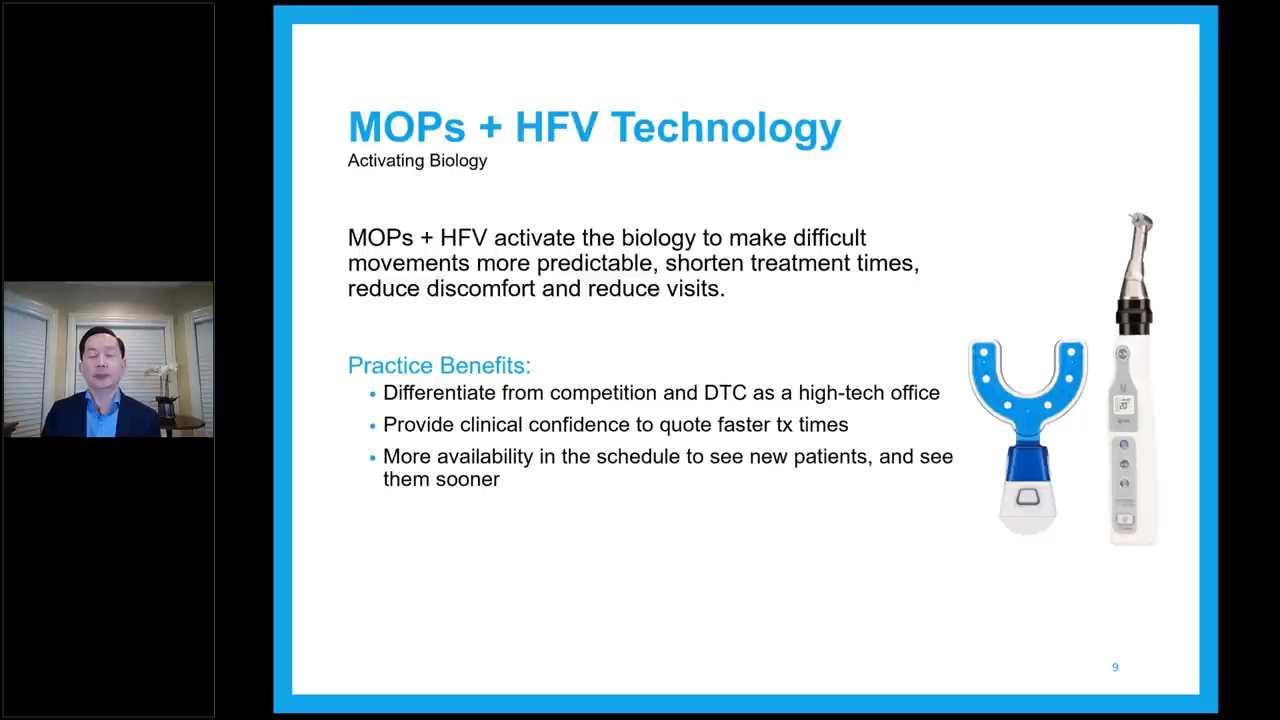 MOPs + HFV Technology
Activating Biology
MOPs + HFV activate the biology to make difficult
movements more predictable, shorten treatment times,
reduce discomfort and reduce visits.
Practice Benefits:
• Differentiate from competition and DTC as a high-tech office
• Provide clinical confidence to quote faster tx times
• More availability in the schedule to see new patients, and see
them sooner
9